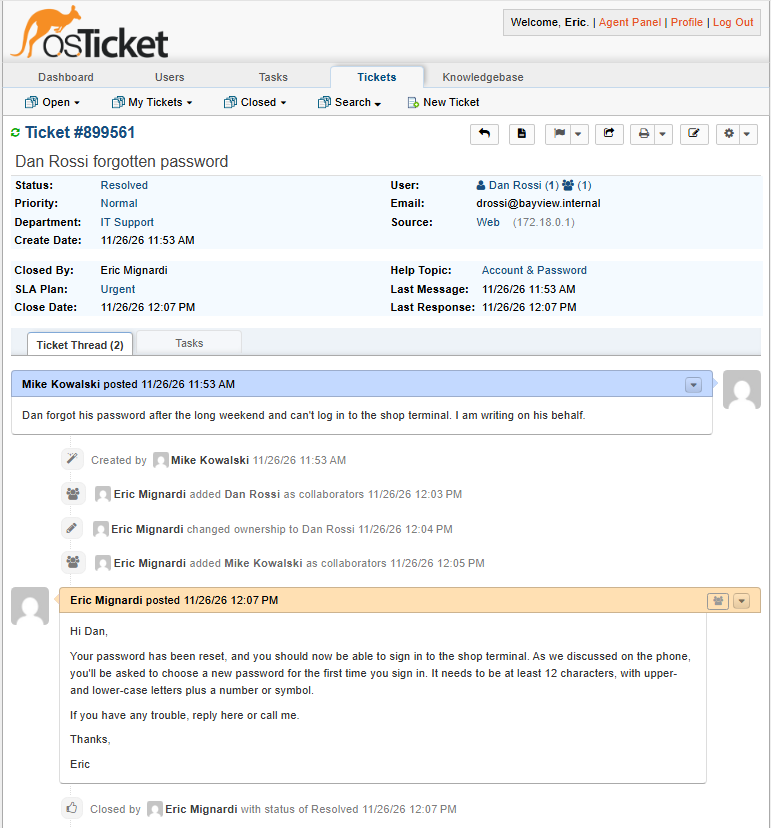 osTicket
Welcome, Eric. | Agent Panel | Profile | Log Out
Dashboard Users Tasks Tickets Knowledgebase
Open My Tickets Closed Search New Ticket
Ticket #899561
Dan Rossi forgotten password
Status: Resolved
Priority: Normal
Department: IT Support
Create Date: 11/26/26 11:53 AM
User: Dan Rossi (1) (1)
Email: drossi@bayview.internal
Source: Web (172.18.0.1)
Closed By: Eric Mignardi
SLA Plan: Urgent
Close Date: 11/26/26 12:07 PM
Help Topic: Account & Password
Last Message: 11/26/26 11:53 AM
Last Response: 11/26/26 12:07 PM
Ticket Thread (2) Tasks
Mike Kowalski posted 11/26/26 11:53 AM
Dan forgot his password after the long weekend and can't log in to the shop terminal. I am writing on his behalf.
Created by Mike Kowalski 11/26/26 11:53 AM
Eric Mignardi added Dan Rossi as collaborators 11/26/26 12:03 PM
Eric Mignardi changed ownership to Dan Rossi 11/26/26 12:04 PM
Eric Mignardi added Mike Kowalski as collaborators 11/26/26 12:05 PM
Eric Mignardi posted 11/26/26 12:07 PM
Hi Dan,
Your password has been reset, and you should now be able to sign in to the shop terminal. As we discussed on the phone,
you'll be asked to choose a new password for the first time you sign in. It needs to be at least 12 characters, with upper-
and lower-case letters plus a number or symbol.
If you have any trouble, reply here or call me.
Thanks,
Eric
Closed by Eric Mignardi with status of Resolved 11/26/26 12:07 PM